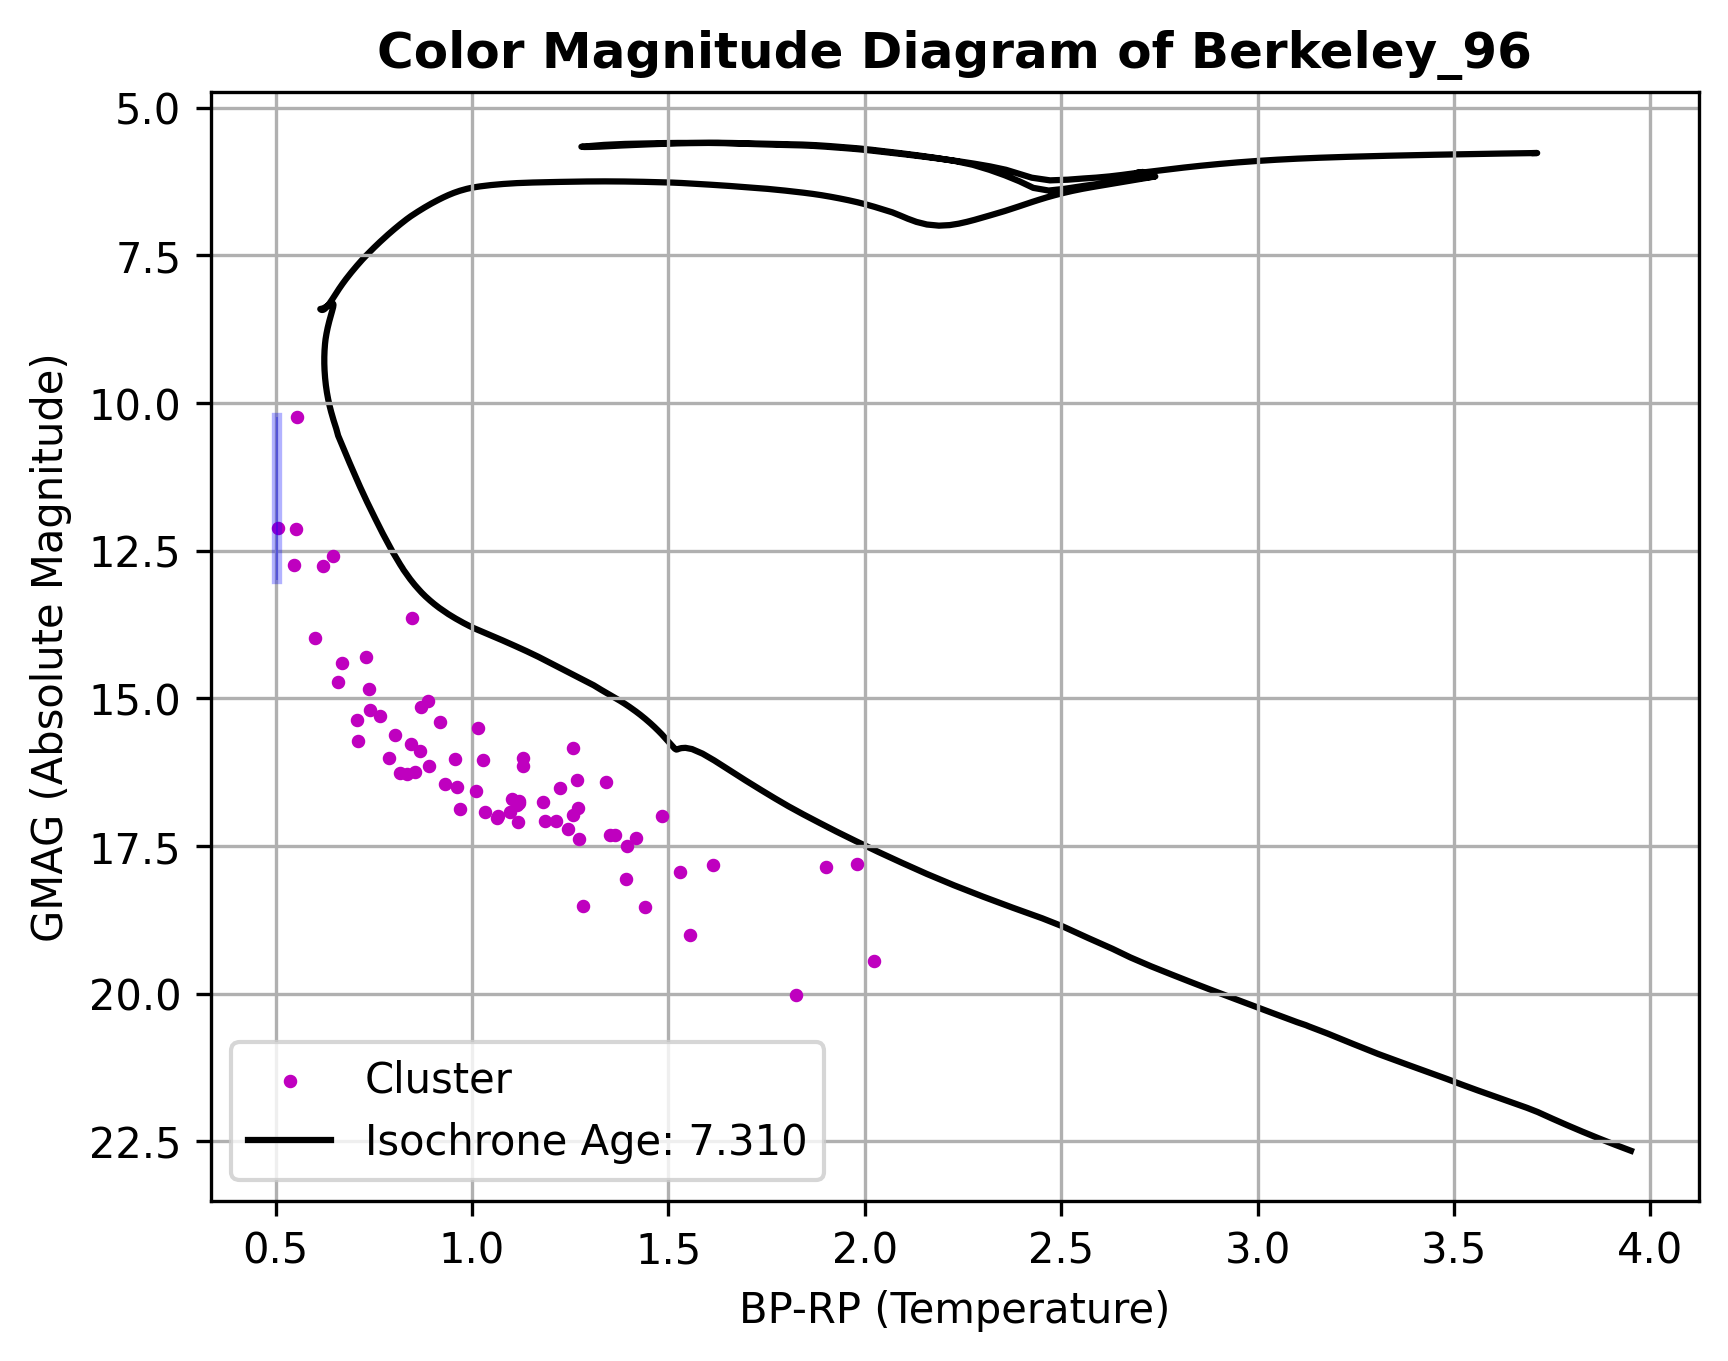 Color Magnitude Diagram of Berkeley_96
GMAG (Absolute Magnitude)
5.0
7.5
10.0
12.5
15.0
17.5
20.0
22.5
Cluster
Isochrone Age: 7.310
0.5 1.0 1.5 2.0 2.5 3.0 3.5 4.0
BP-RP (Temperature)